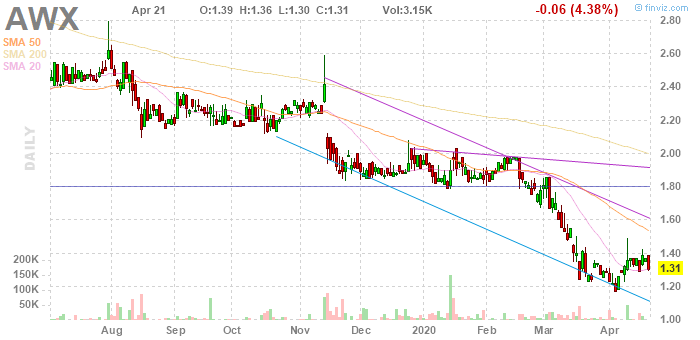 AWX
Apr 21 O:1.39 H:1.36 L:1.30 C:1.31 Vol:3.15K -0.06 (4.38%)
© finviz.com
SMA 50
SMA 200
SMA 20
DAILY
2.80
2.60
2.40
2.20
2.00
1.80
1.60
1.40
1.31
1.20
1.00
200K
150K
100K
50K
Aug Sep Oct Nov Dec 2020 Feb Mar Apr